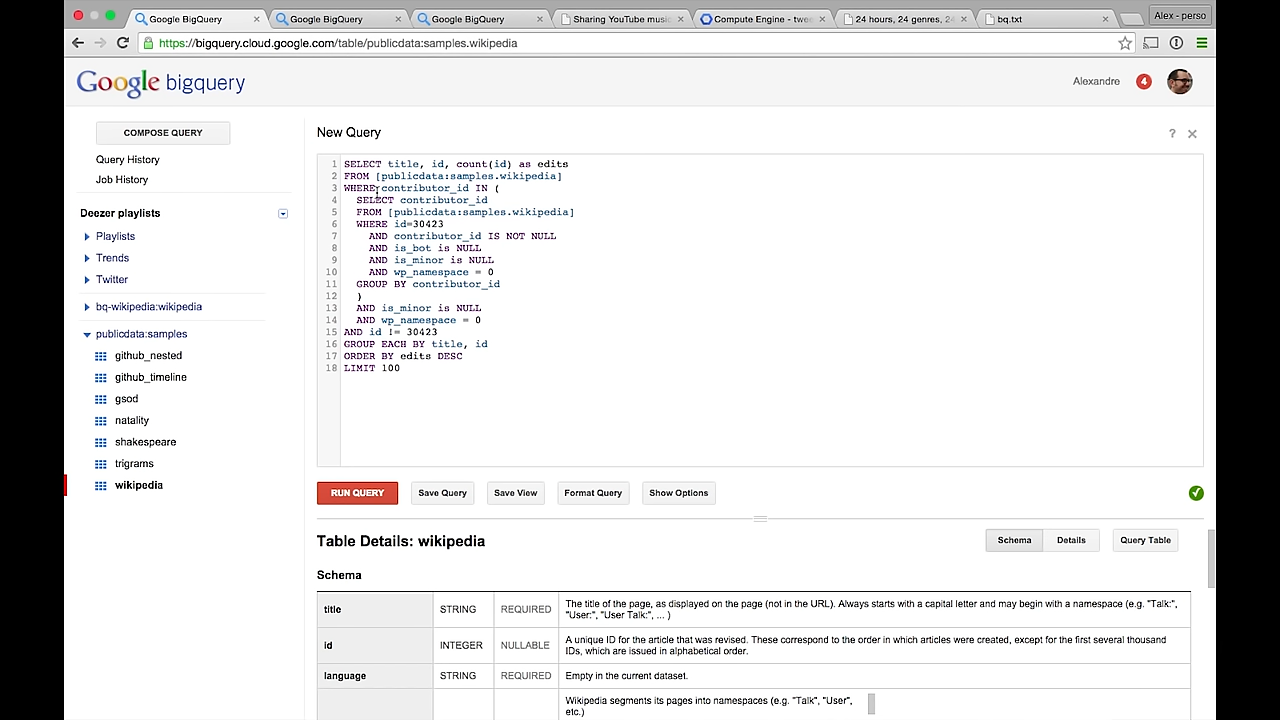 Google BigQuery
Google BigQuery
Google BigQuery
Sharing YouTube musi
Compute Engine - twe
24 hours, 24 genres, 24
bq.txt
Alex - perso
https://bigquery.cloud.google.com/table/publicdata:samples.wikipedia
Google bigquery
Alexandre
4
COMPOSE QUERY
Query History
Job History
Deezer playlists
Playlists
Trends
Twitter
bq-wikipedia:wikipedia
publicdata:samples
github_nested
github_timeline
gsod
natality
shakespeare
trigrams
wikipedia
New Query
?
1 SELECT title, id, count(id) as edits
2 FROM [publicdata:samples.wikipedia]
3 WHERE contributor_id IN (
4 SELECT contributor_id
5 FROM [publicdata:samples.wikipedia]
6 WHERE id=30423
7 AND contributor_id IS NOT NULL
8 AND is_bot is NULL
9 AND is_minor is NULL
10 AND wp_namespace = 0
11 GROUP BY contributor_id
12 )
13 AND is_minor is NULL
14 AND wp_namespace = 0
15 AND id != 30423
16 GROUP EACH BY title, id
17 ORDER BY edits DESC
18 LIMIT 100
RUN QUERY
Save Query
Save View
Format Query
Show Options
Table Details: wikipedia
Schema
Details
Query Table
Schema
title STRING REQUIRED The title of the page, as displayed on the page (not in the URL). Always starts with a capital letter and may begin with a namespace (e.g. "Talk:",
"User:", "User Talk:", ... )
id INTEGER NULLABLE A unique ID for the article that was revised. These correspond to the order in which articles were created, except for the first several thousand
IDs, which are issued in alphabetical order.
language STRING REQUIRED Empty in the current dataset.
Wikipedia segments its pages into namespaces (e.g. "Talk", "User",
etc.)